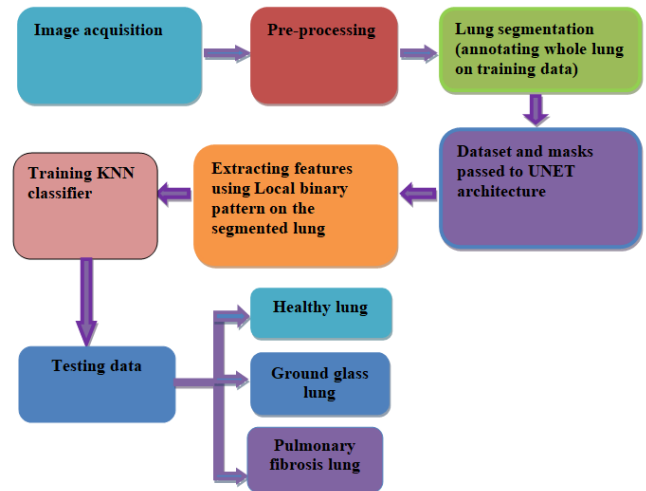 Image acquisition
Pre-processing
Lung segmentation
(annotating whole lung
on training data)
Dataset and masks
passed to UNET
architecture
Extracting features
using Local binary
pattern on the
segmented lung
Training KNN
classifier
Testing data
Healthy lung
Ground glass
lung
Pulmonary
fibrosis lung